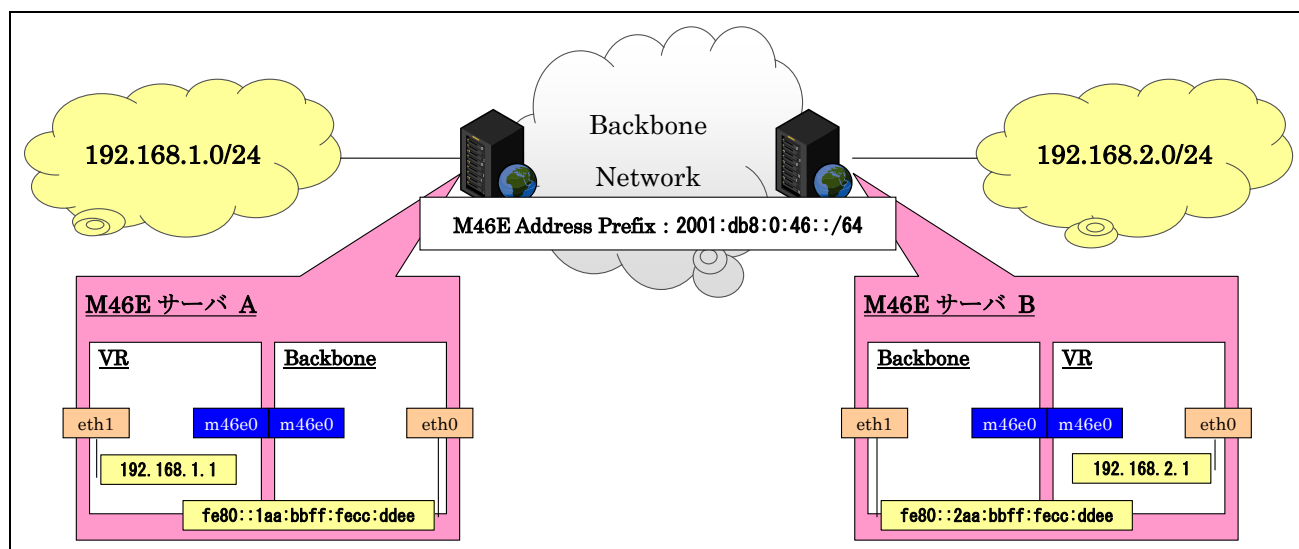 Backbone
Network
192.168.1.0/24
192.168.2.0/24
M46E Address Prefix : 2001:db8:0:46::/64
M46E サーバ A
VR
Backbone
eth1
m46e0
m46e0
eth0
192.168.1.1
fe80::1aa:bbff:fecc:ddee
M46E サーバ B
Backbone
VR
eth1
m46e0
m46e0
eth0
192.168.2.1
fe80::2aa:bbff:fecc:ddee